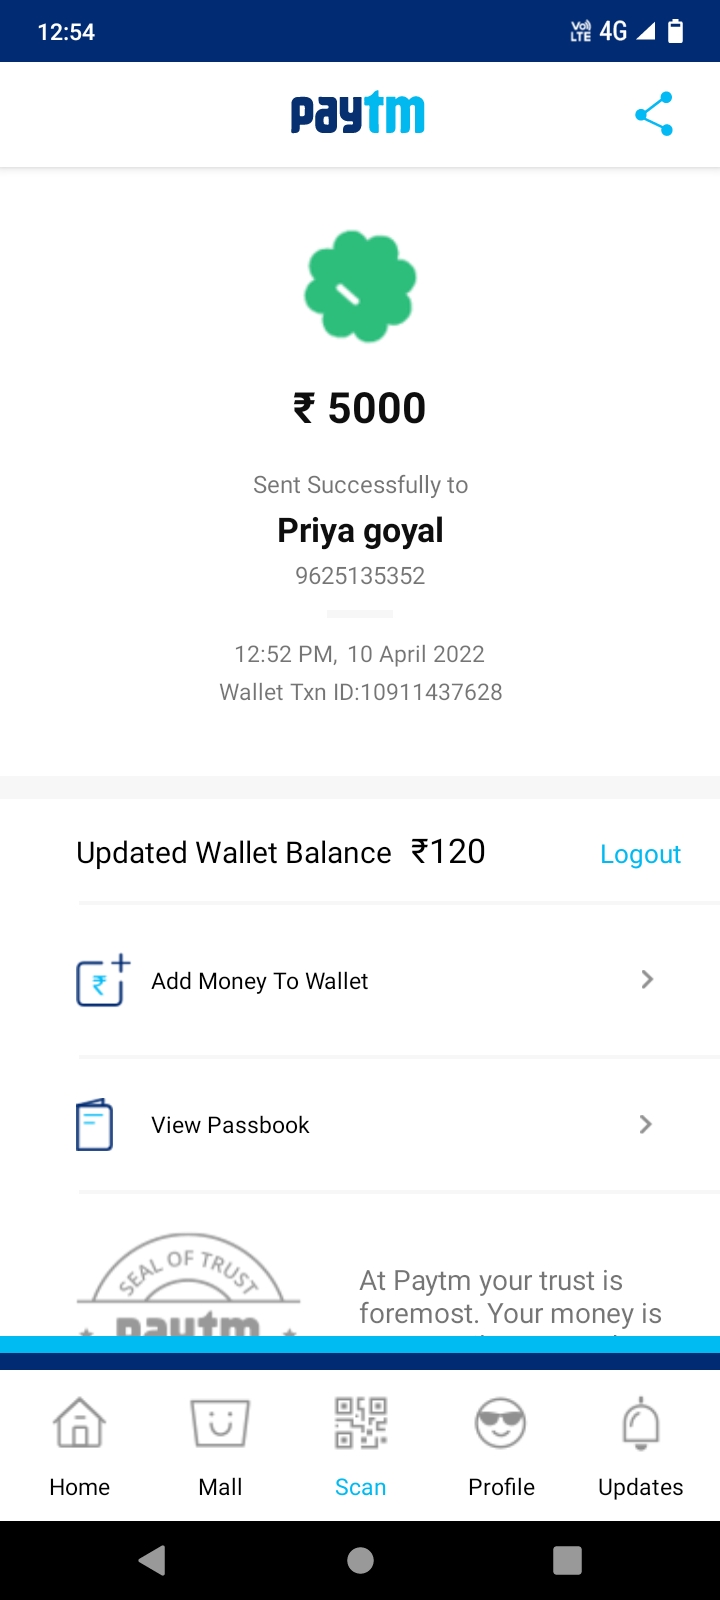 12:54
Vo) LTE 4G
paytm
₹ 5000
Sent Successfully to
Priya goyal
9625135352
12:52 PM, 10 April 2022
Wallet Txn ID:10911437628
Updated Wallet Balance ₹120
Logout
₹ Add Money To Wallet
View Passbook
SEAL OF TRUST
paytm
At Paytm your trust is
foremost. Your money is
Home
Mall
Scan
Profile
Updates